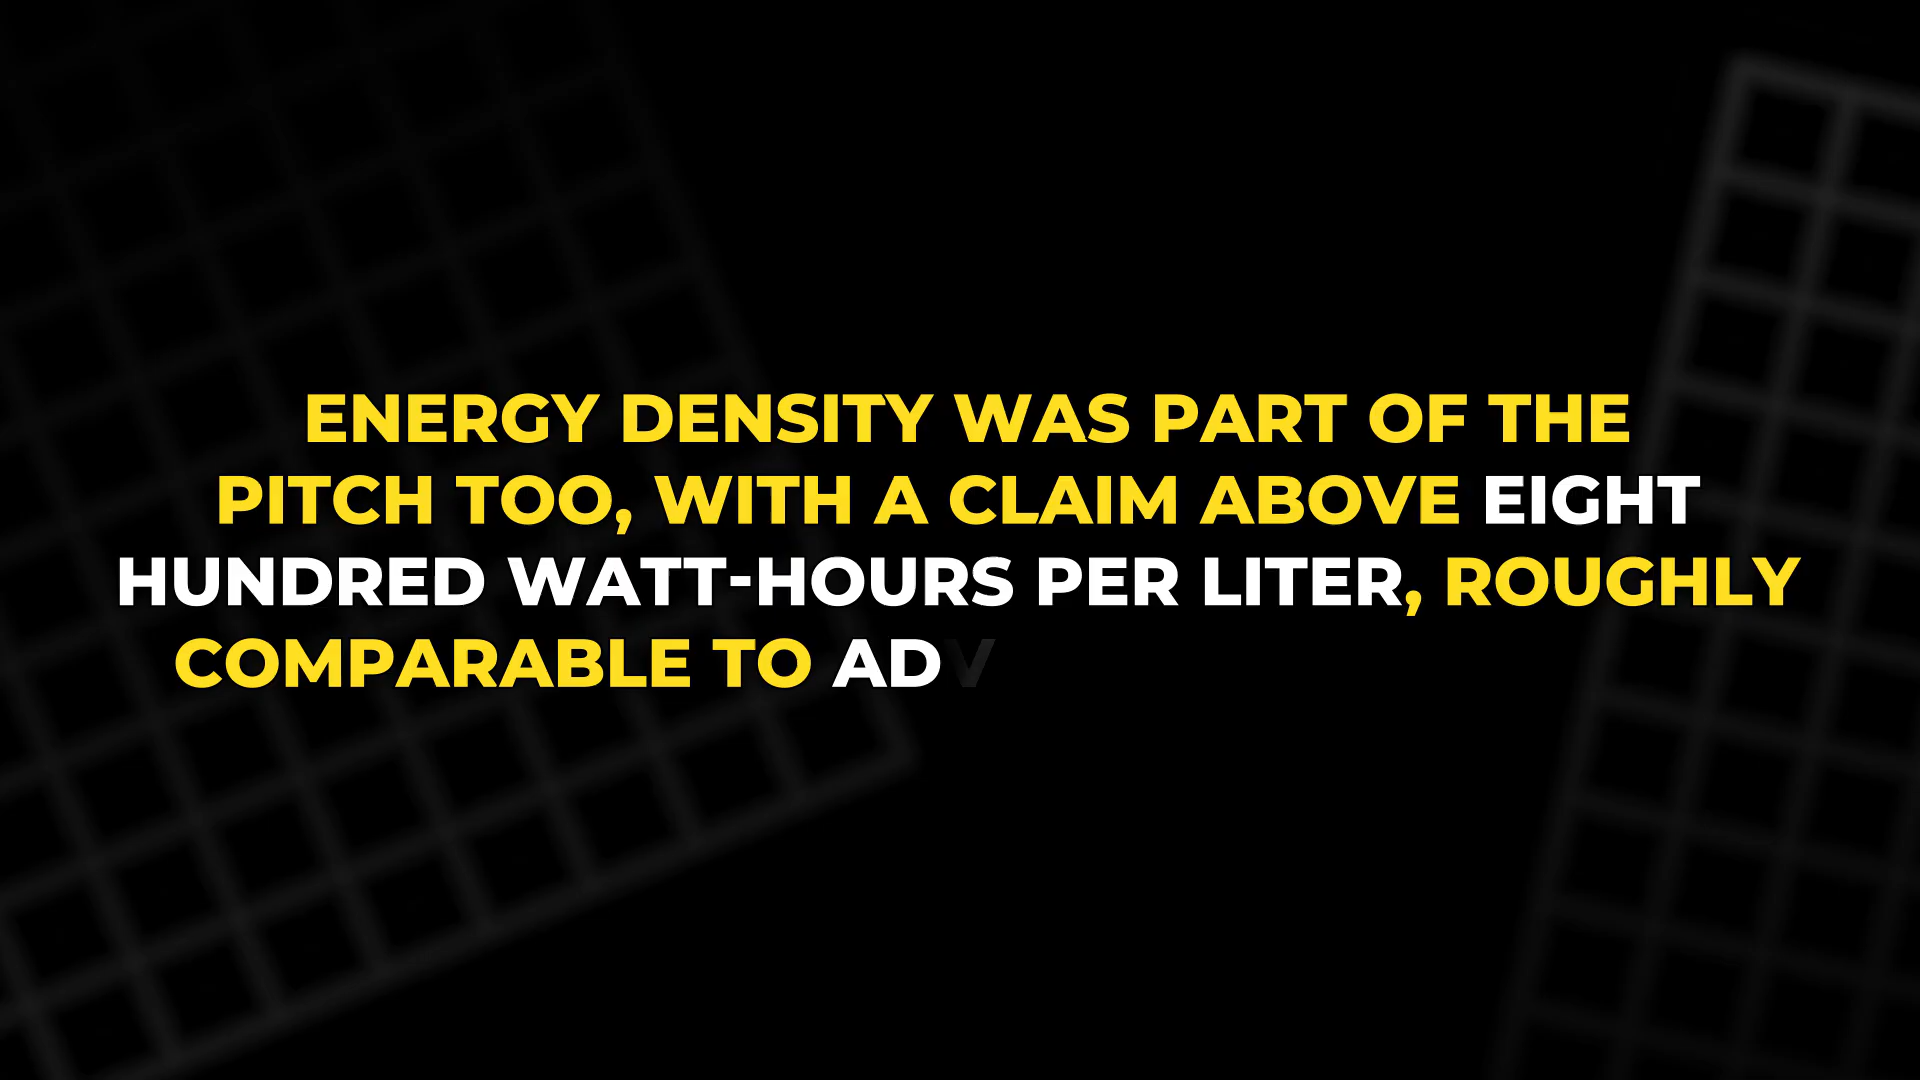 ENERGY DENSITY WAS PART OF THE
PITCH TOO, WITH A CLAIM ABOVE EIGHT
HUNDRED WATT-HOURS PER LITER, ROUGHLY
COMPARABLE TO ADV